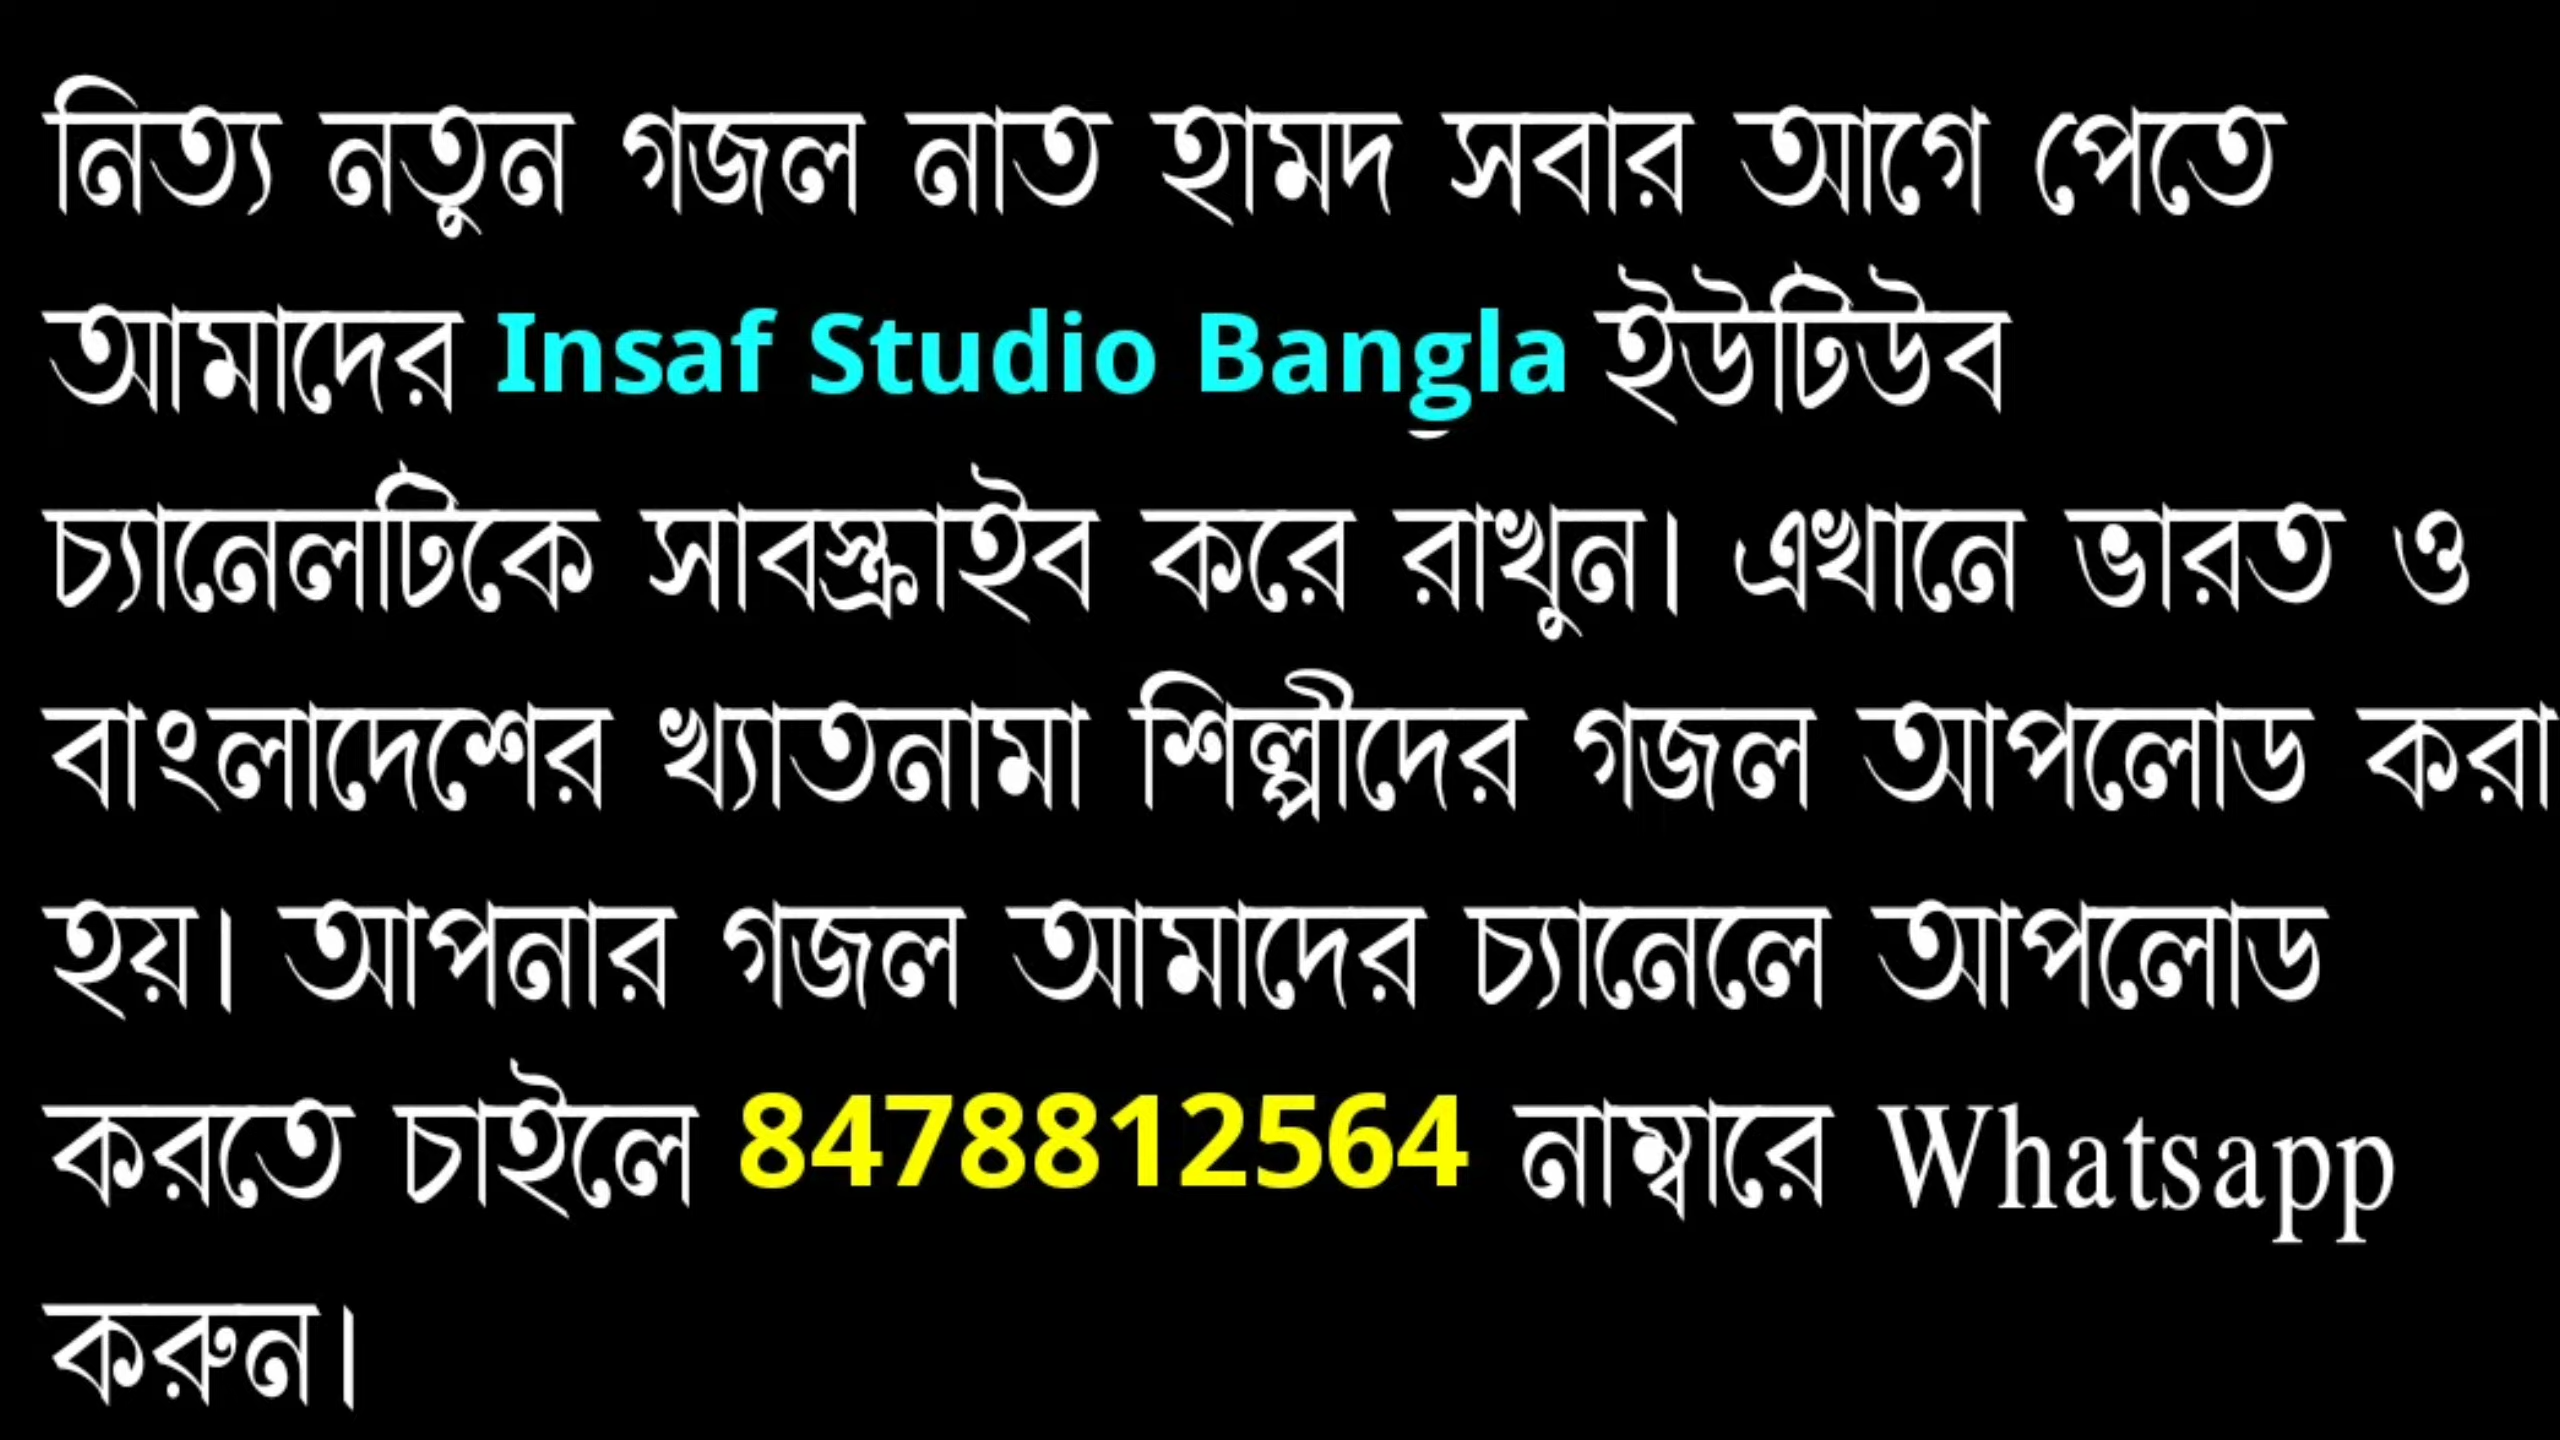 নিত্য নতুন গজল নাত হামদ সবার আগে পেতে
আমাদের Insaf Studio Bangla ইউটিউব
চ্যানেলটিকে সাবস্ক্রাইব করে রাখুন। এখানে ভারত ও
বাংলাদেশের খ্যাতনামা শিল্পীদের গজল আপলোড করা
হয়। আপনার গজল আমাদের চ্যানেলে আপলোড
করতে চাইলে 8478812564 নাম্বারে Whatsapp
করুন।